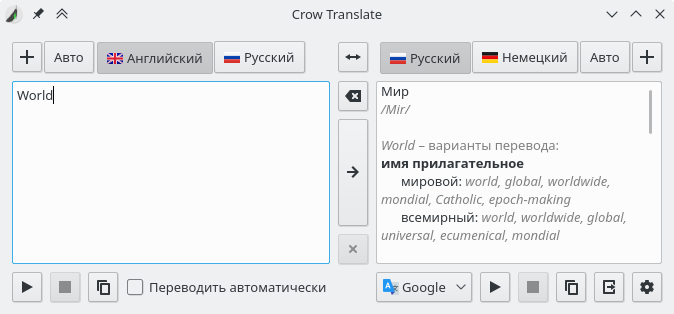 Crow Translate
Авто Английский Русский Русский Немецкий Авто
World
Мир
/Mir/
World – варианты перевода:
имя прилагательное
мировой: world, global, worldwide,
mondial, Catholic, epoch-making
всемирный: world, worldwide, global,
universal, ecumenical, mondial
Переводить автоматически Google